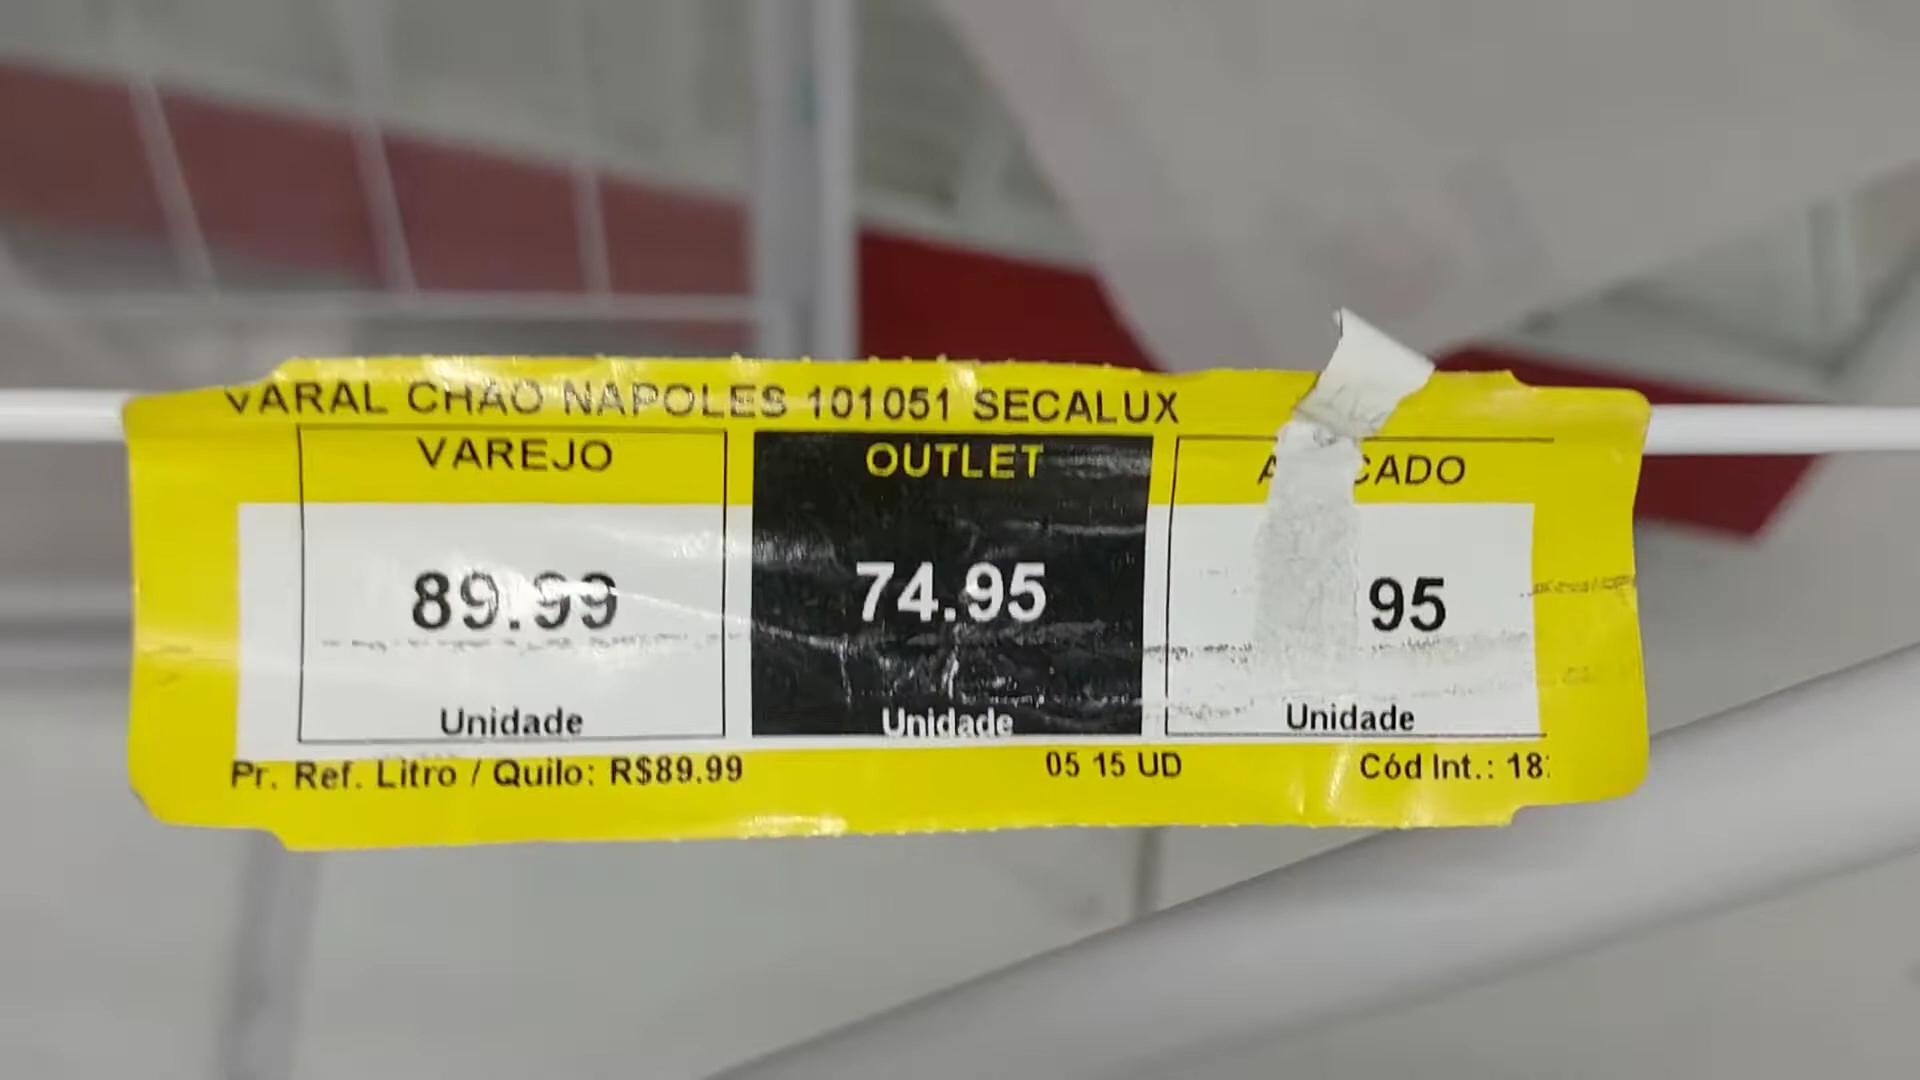 VARAL CHAO NAPOLES 101051 SECALUX
VAREJO OUTLET
89.99 74.95 95
Unidade Unidade Unidade
Pr. Ref. Litro / Quilo: R$89.99 05 15 UD Cód Int.: 18